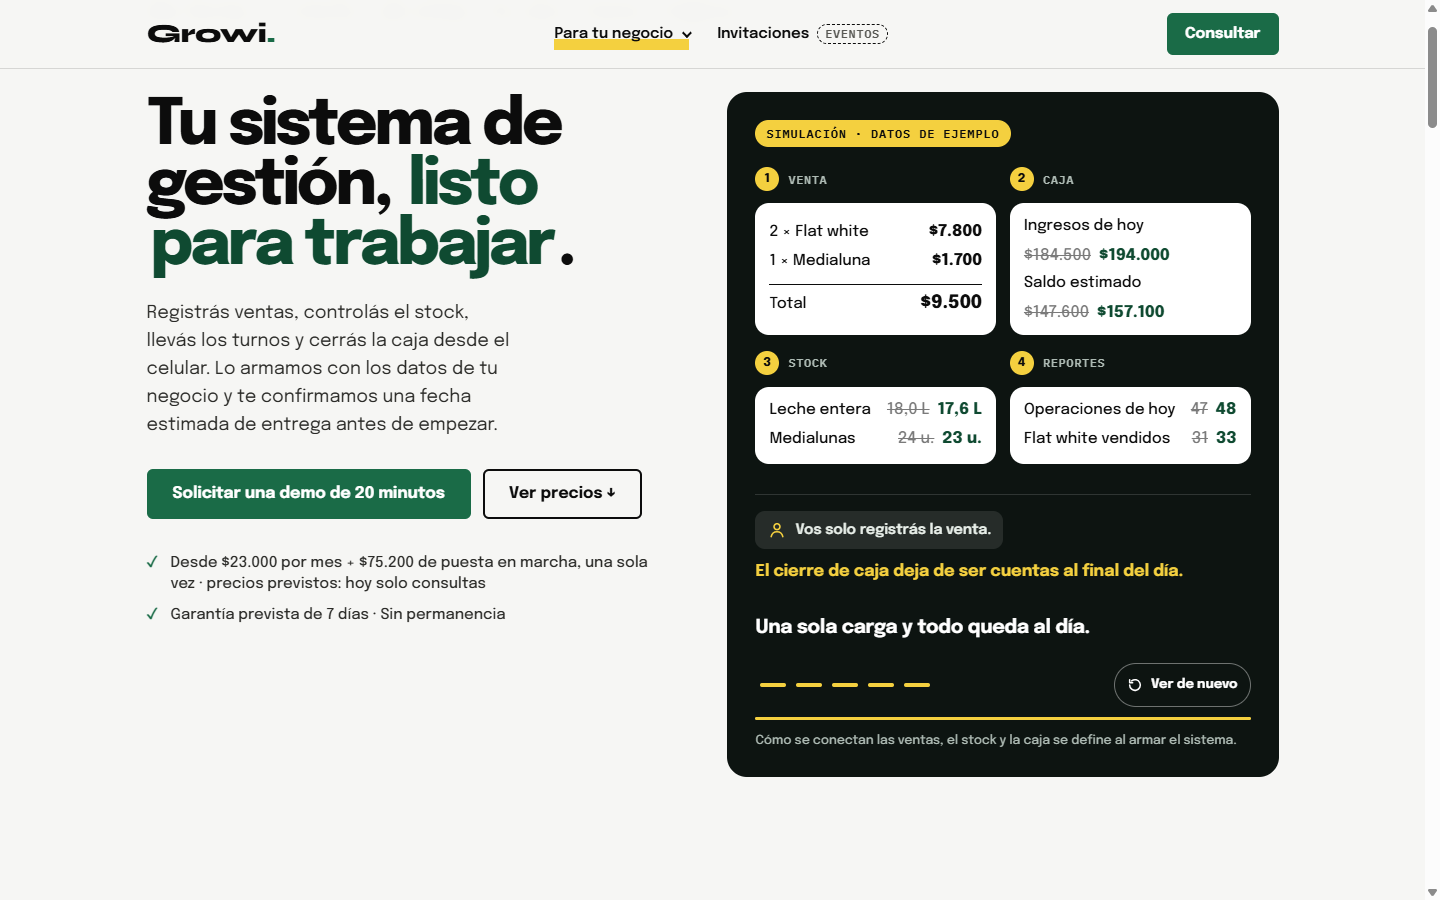 Growi.
Para tu negocio
Invitaciones EVENTOS
Consultar
Tu sistema de
gestión, listo
para trabajar.
Registrás ventas, controlás el stock,
llevás los turnos y cerrás la caja desde el
celular. Lo armamos con los datos de tu
negocio y te confirmamos una fecha
estimada de entrega antes de empezar.
Solicitar una demo de 20 minutos
Ver precios ↓
✓ Desde $23.000 por mes + $75.200 de puesta en marcha, una sola
vez · precios previstos: hoy solo consultas
✓ Garantía prevista de 7 días · Sin permanencia
SIMULACIÓN · DATOS DE EJEMPLO
1 VENTA
2 × Flat white $7.800
1 × Medialuna $1.700
Total $9.500
2 CAJA
Ingresos de hoy
$184.500 $194.000
Saldo estimado
$147.600 $157.100
3 STOCK
Leche entera 18,0 L 17,6 L
Medialunas 24 u. 23 u.
4 REPORTES
Operaciones de hoy 47 48
Flat white vendidos 31 33
Vos solo registrás la venta.
El cierre de caja deja de ser cuentas al final del día.
Una sola carga y todo queda al día.
Ver de nuevo
Cómo se conectan las ventas, el stock y la caja se define al armar el sistema.